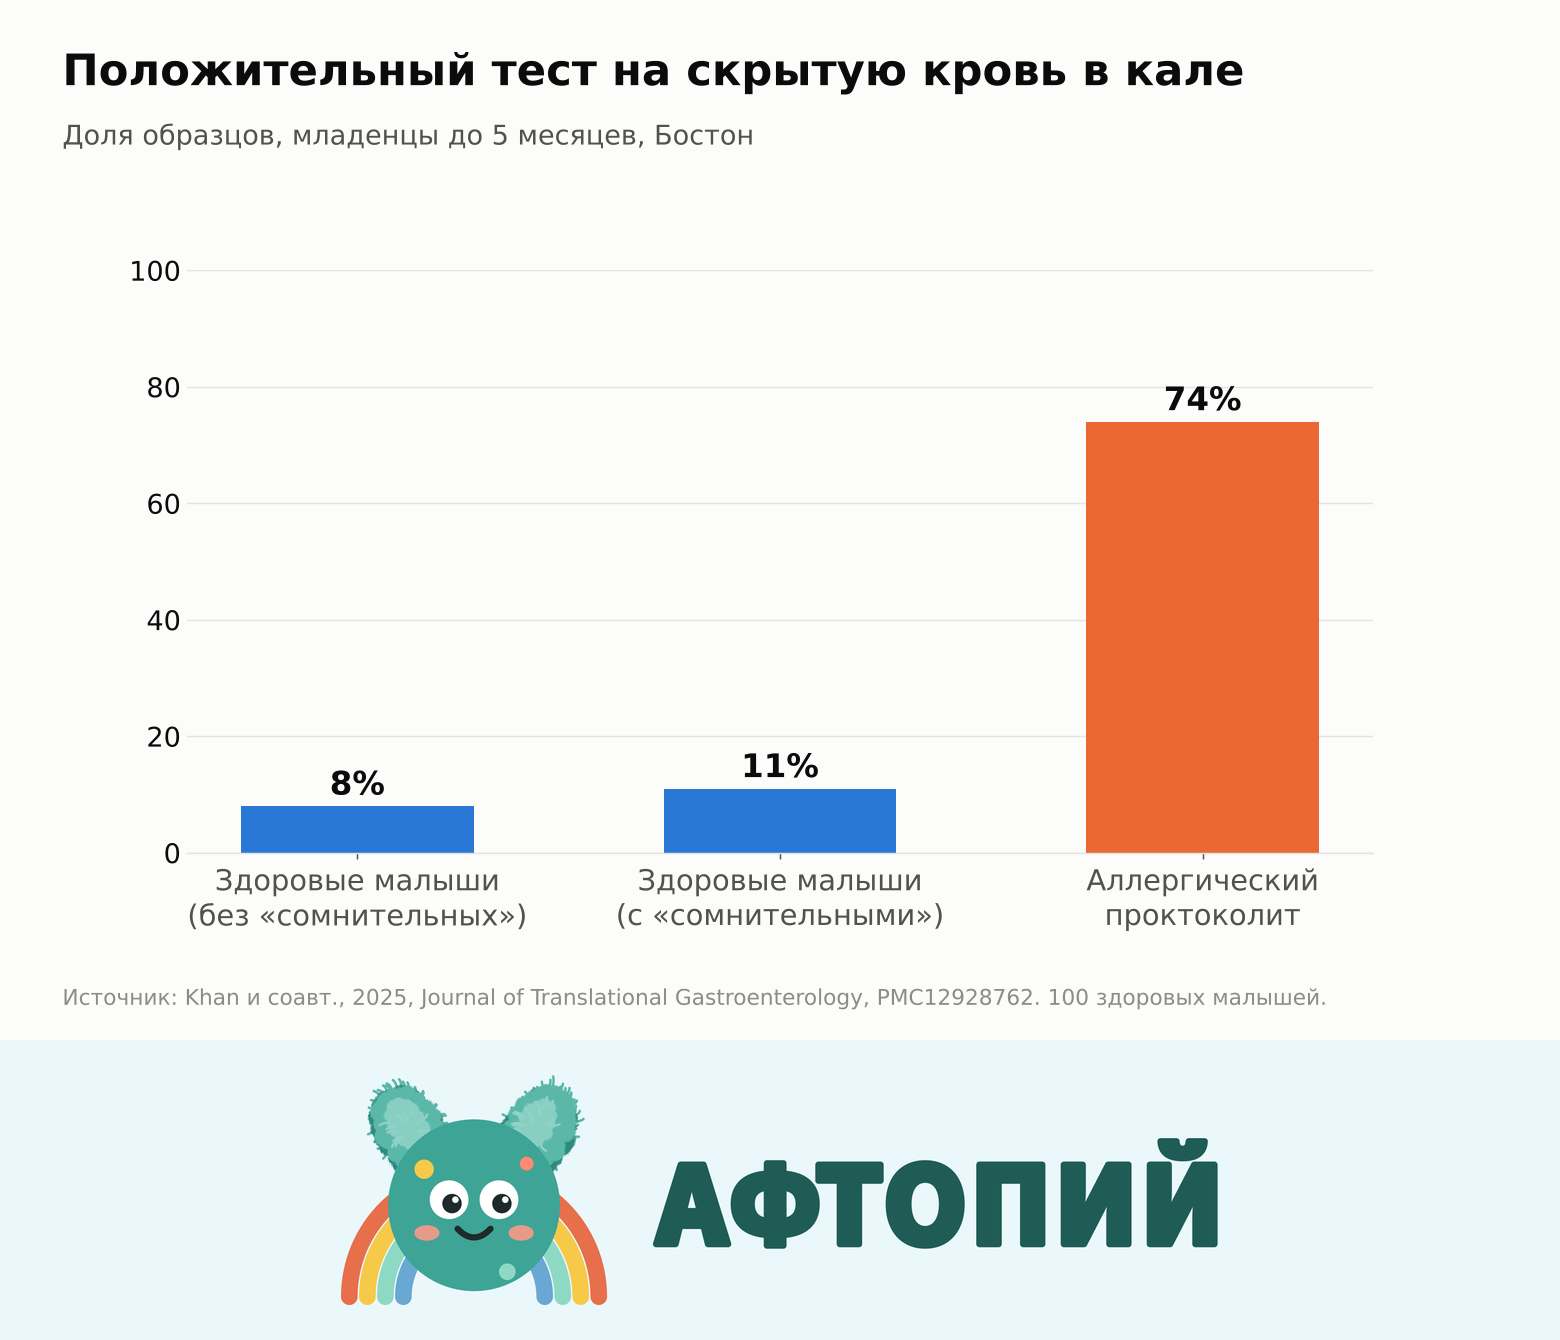 Положительный тест на скрытую кровь в кале
Доля образцов, младенцы до 5 месяцев, Бостон
100
80
60
40
20
0
8%
11%
74%
Здоровые малыши
(без «сомнительных»)
Здоровые малыши
(с «сомнительными»)
Аллергический
проктоколит
Источник: Khan и соавт., 2025, Journal of Translational Gastroenterology, PMC12928762. 100 здоровых малышей.
АФТОПИЙ